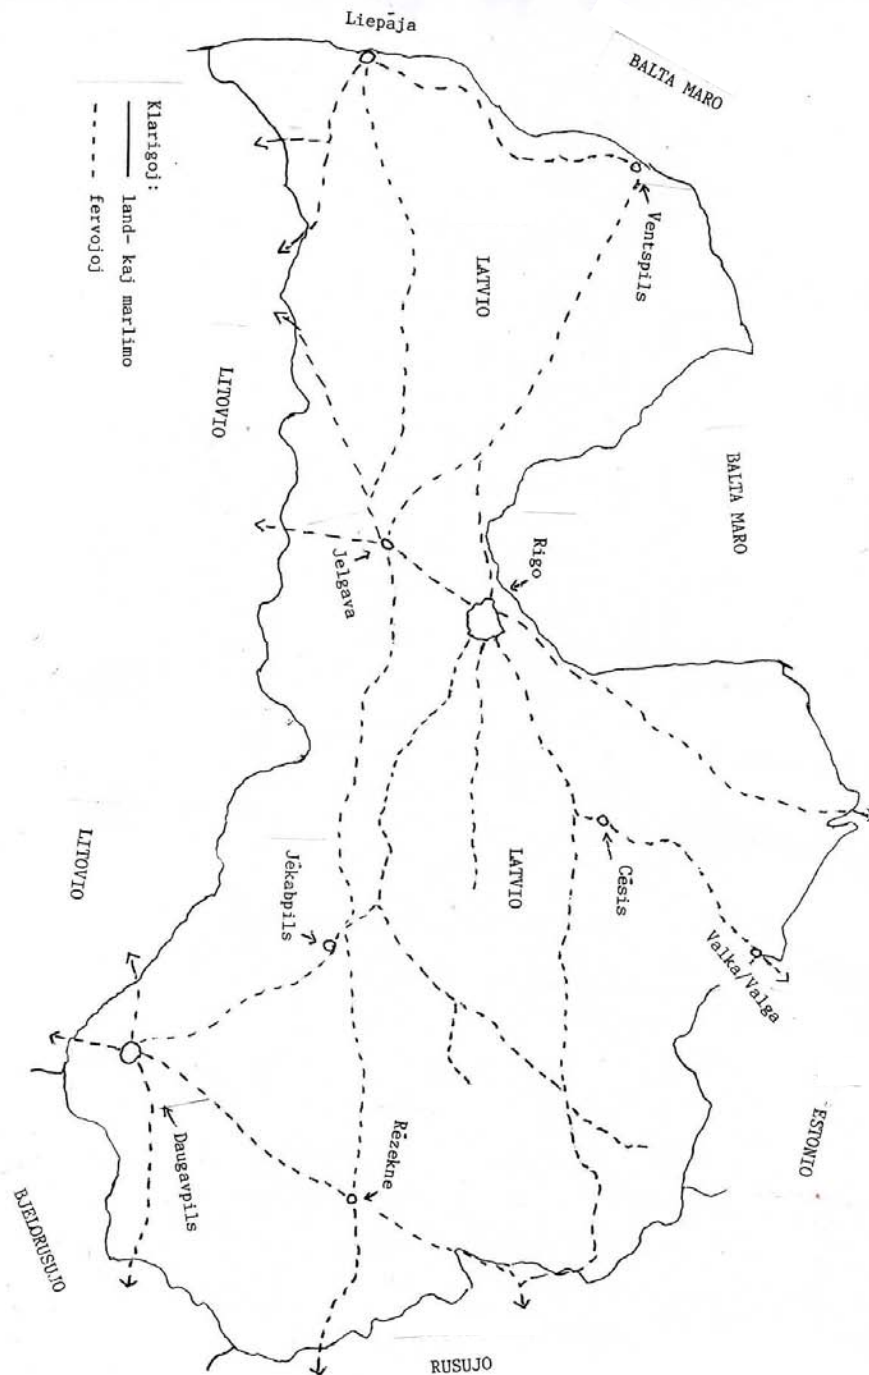 Liepāja
BALTA MARO
Ventspils
LATVIO
BALTA MARO
Klarigoj:
land- kaj marlimo
fervojoj
LITOVIO
Jelgava
Rigo
Cēsis
LATVIO
Valka/Valga
LITOVIO
Jēkabpils
ESTONIO
Rēzekne
Daugavpils
BJELORUSUJO
RUSUJO